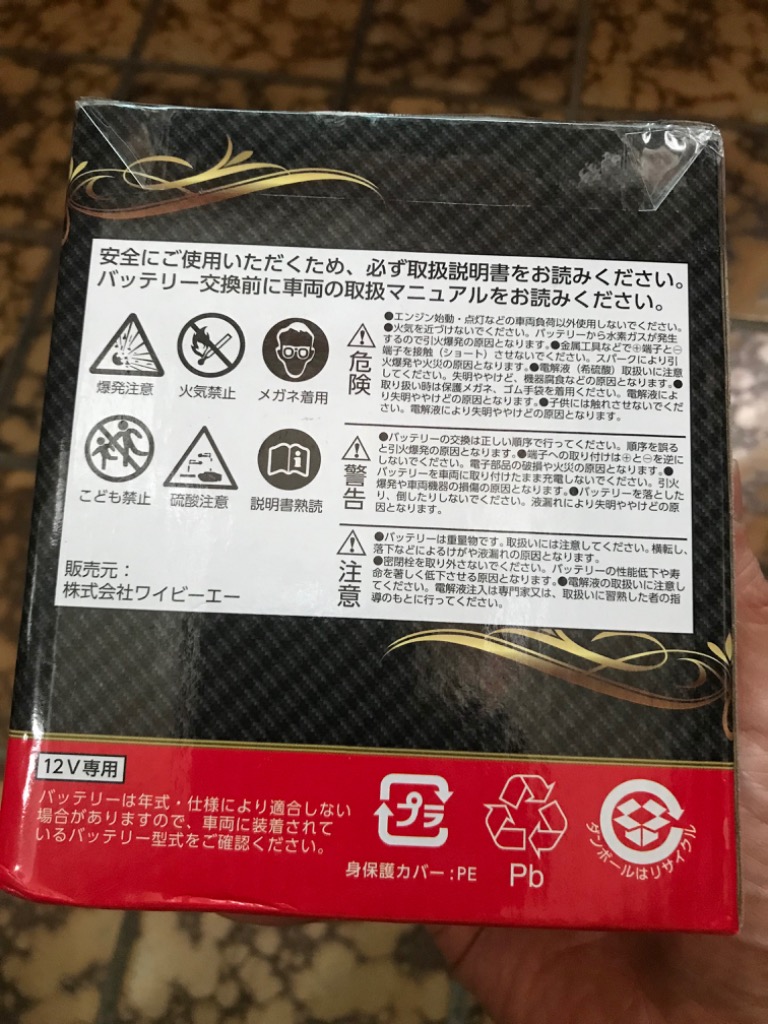 安全にご使用いただくため、必ず取扱説明書をお読みください。
バッテリー交換前に車両の取扱マニュアルをお読みください。
爆発注意
火気禁止
メガネ着用
こども禁止
硫酸注意
説明書熟読
販売元：
株式会社ワイビーエー
危険
●エンジン始動・点灯などの車両負荷以外使用しないでください。
●火気を近づけないでください。バッテリーから水素ガスが発生
するので引火爆発の原因となります。●金属工具などで⊕端子と⊖
端子を接触（ショート）させないでください。スパークにより引
火爆発や火災の原因となります。●電解液（希硫酸）取扱いに注意
してください。失明ややけど、機器腐食などの原因となります。●
取り扱い時は保護メガネ、ゴム手袋を着用ください。電解液によ
り失明ややけどの原因となります。●子供には触れさせないでくだ
さい。電解液により失明ややけどの原因となります。
警告
●バッテリーの交換は正しい順序で行ってください。順序を誤る
と引火爆発の原因となります。●端子への取り付けは⊕と⊖を逆に
しないでください。電子部品の破損や火災の原因となります。●
バッテリーを車両に取り付けたまま充電しないでください。引火
爆発や車両機器の損傷の原因となります。●バッテリーを落とした
り、倒したりしないでください。液漏れにより失明ややけどの原
因となります。
注意
●バッテリーは重量物です。取扱いには注意してください。横転し、
落下などによるけがや液漏れの原因となります。
●密閉栓を取り外さないでください。バッテリーの性能低下や寿
命を著しく低下させる原因となります。●電解液の取扱いに注意し
てください。電解液注入は専門家又は、取扱いに習熟した者の指
導のもとに行ってください。
12V専用
バッテリーは年式・仕様により適合しない
場合がありますので、車両に装着されて
いるバッテリー型式をご確認ください。
プラ
身保護カバー：PE
Pb
ダンボールはリサイクル